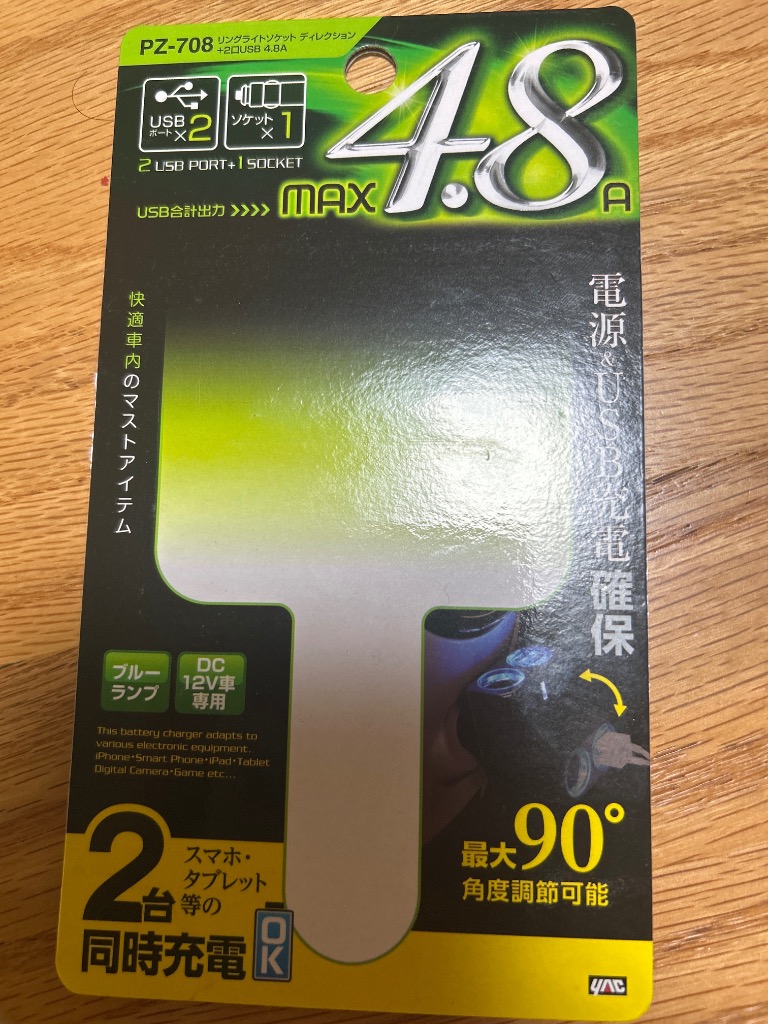 PZ-708 リングライトソケット ディレクション
+2口USB 4.8A
USB
ポート×2
ソケット
×1
2 USB PORT+1 SOCKET
USB合計出力 >>>> MAX 4.8A
快適車内のマストアイテム
電源&USB充電確保
ブルー
ランプ
DC
12V車
専用
This battery charger adapts to
various electronic equipment.
iPhone・Smart Phone・iPad・Tablet
Digital Camera・Game etc...
2台
スマホ・
タブレット
等の
同時充電OK
最大90°
角度調節可能
YAC